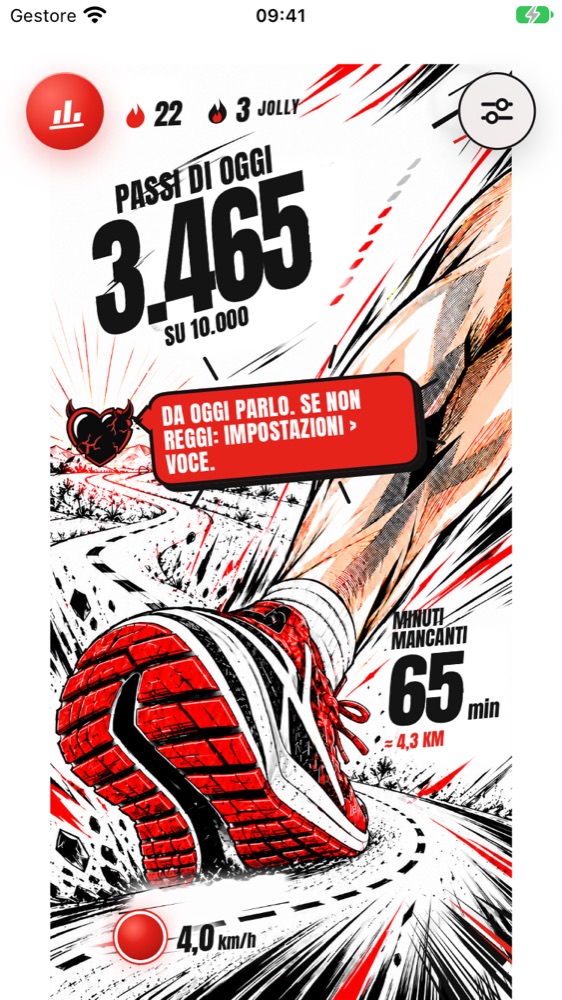 Gestore 09:41
22 3 JOLLY
PASSI DI OGGI
3.465
SU 10.000
DA OGGI PARLO. SE NON
REGGI: IMPOSTAZIONI >
VOCE.
MINUTI
MANCANTI
65 min
≈ 4,3 KM
4,0 km/h